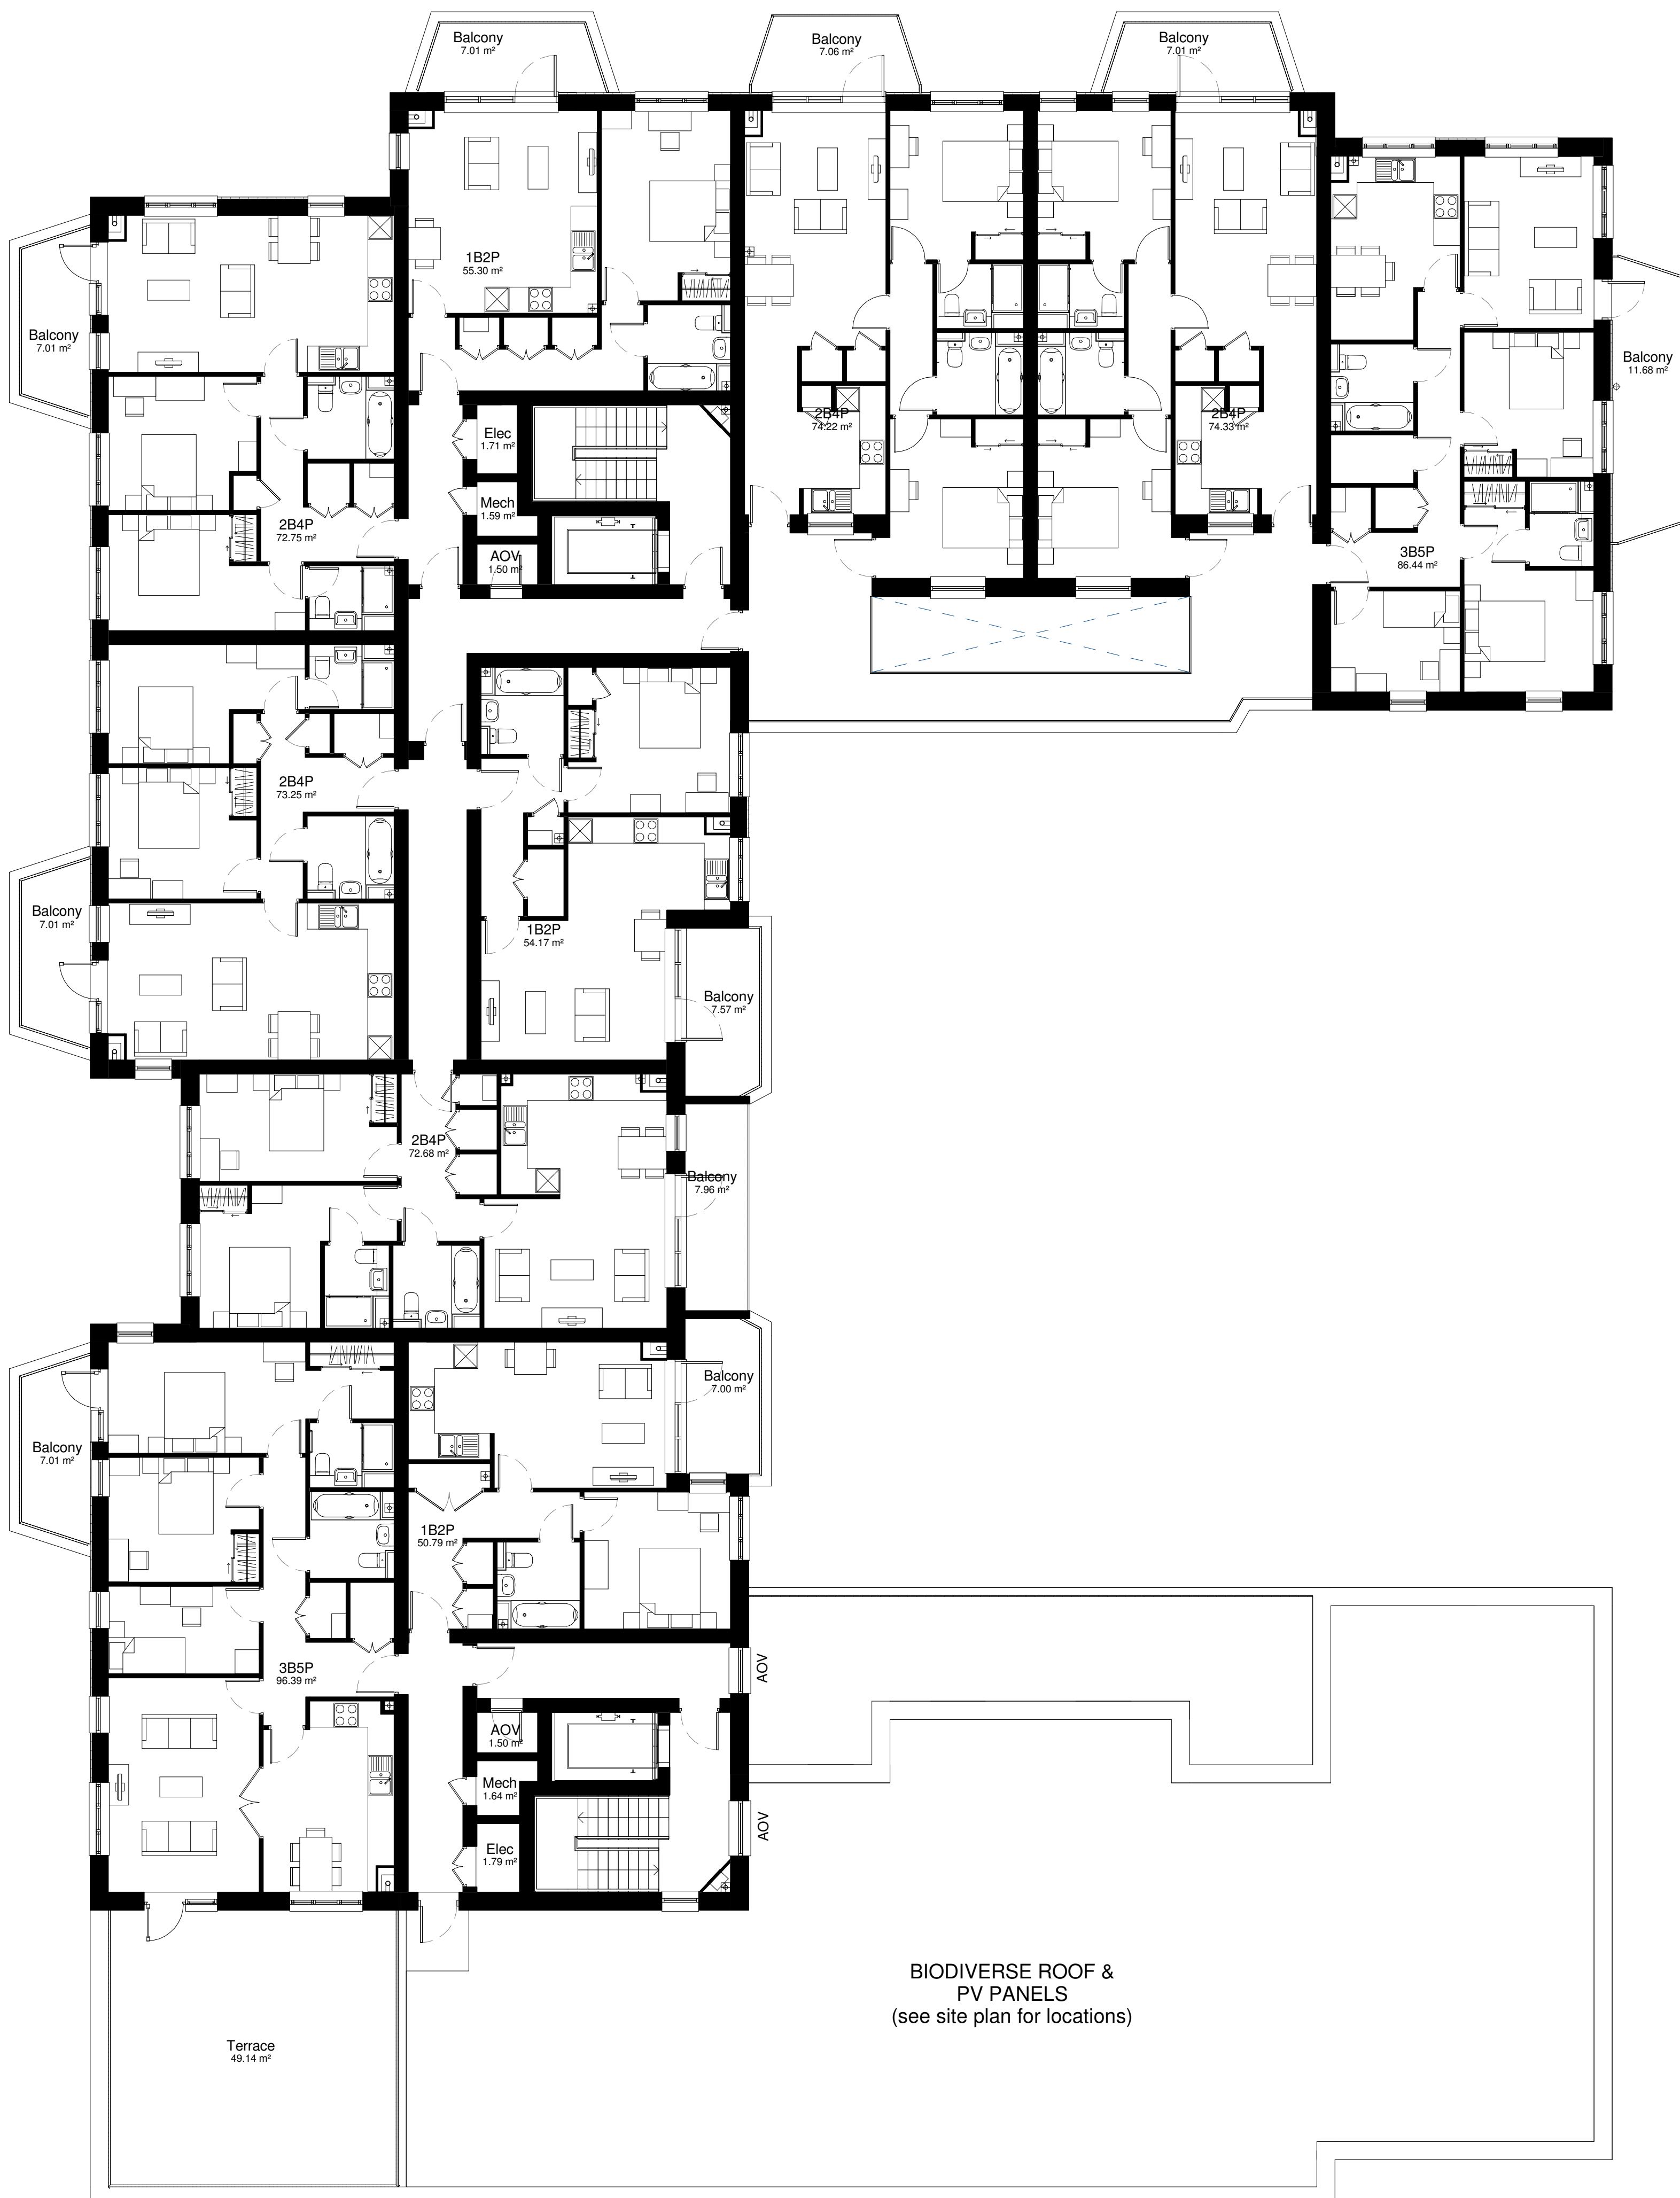 Balcony
7.01 m²
Balcony
7.06 m²
Balcony
7.01 m²
1B2P
55.30 m²
Balcony
7.01 m²
Balcony
11.68 m²
2B4P
74.22 m²
2B4P
74.33 m²
Elec
1.71 m²
Mech
1.59 m²
2B4P
72.75 m²
AOV
1.50 m²
3B5P
86.44 m²
2B4P
73.25 m²
Balcony
7.01 m²
1B2P
54.17 m²
Balcony
7.57 m²
2B4P
72.68 m²
Balcony
7.96 m²
Balcony
7.00 m²
Balcony
7.01 m²
1B2P
50.79 m²
3B5P
96.39 m²
AOV
AOV
1.50 m²
Mech
1.64 m²
AOV
Elec
1.79 m²
BIODIVERSE ROOF &
PV PANELS
(see site plan for locations)
Terrace
49.14 m²